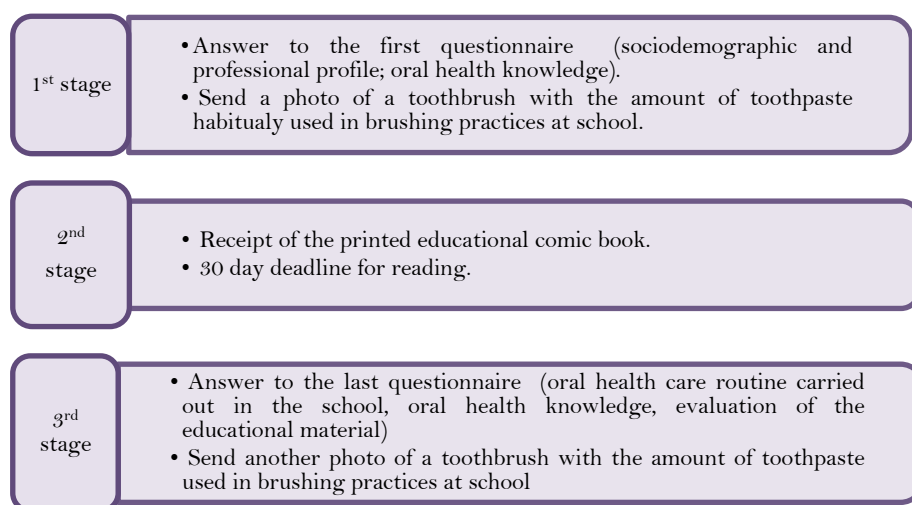 1st stage
• Answer to the first questionnaire (sociodemographic and
professional profile; oral health knowledge).
• Send a photo of a toothbrush with the amount of toothpaste
habitualy used in brushing practices at school.
2nd
stage
• Receipt of the printed educational comic book.
• 30 day deadline for reading.
3rd
stage
• Answer to the last questionnaire (oral health care routine carried
out in the school, oral health knowledge, evaluation of the
educational material)
• Send another photo of a toothbrush with the amount of toothpaste
used in brushing practices at school